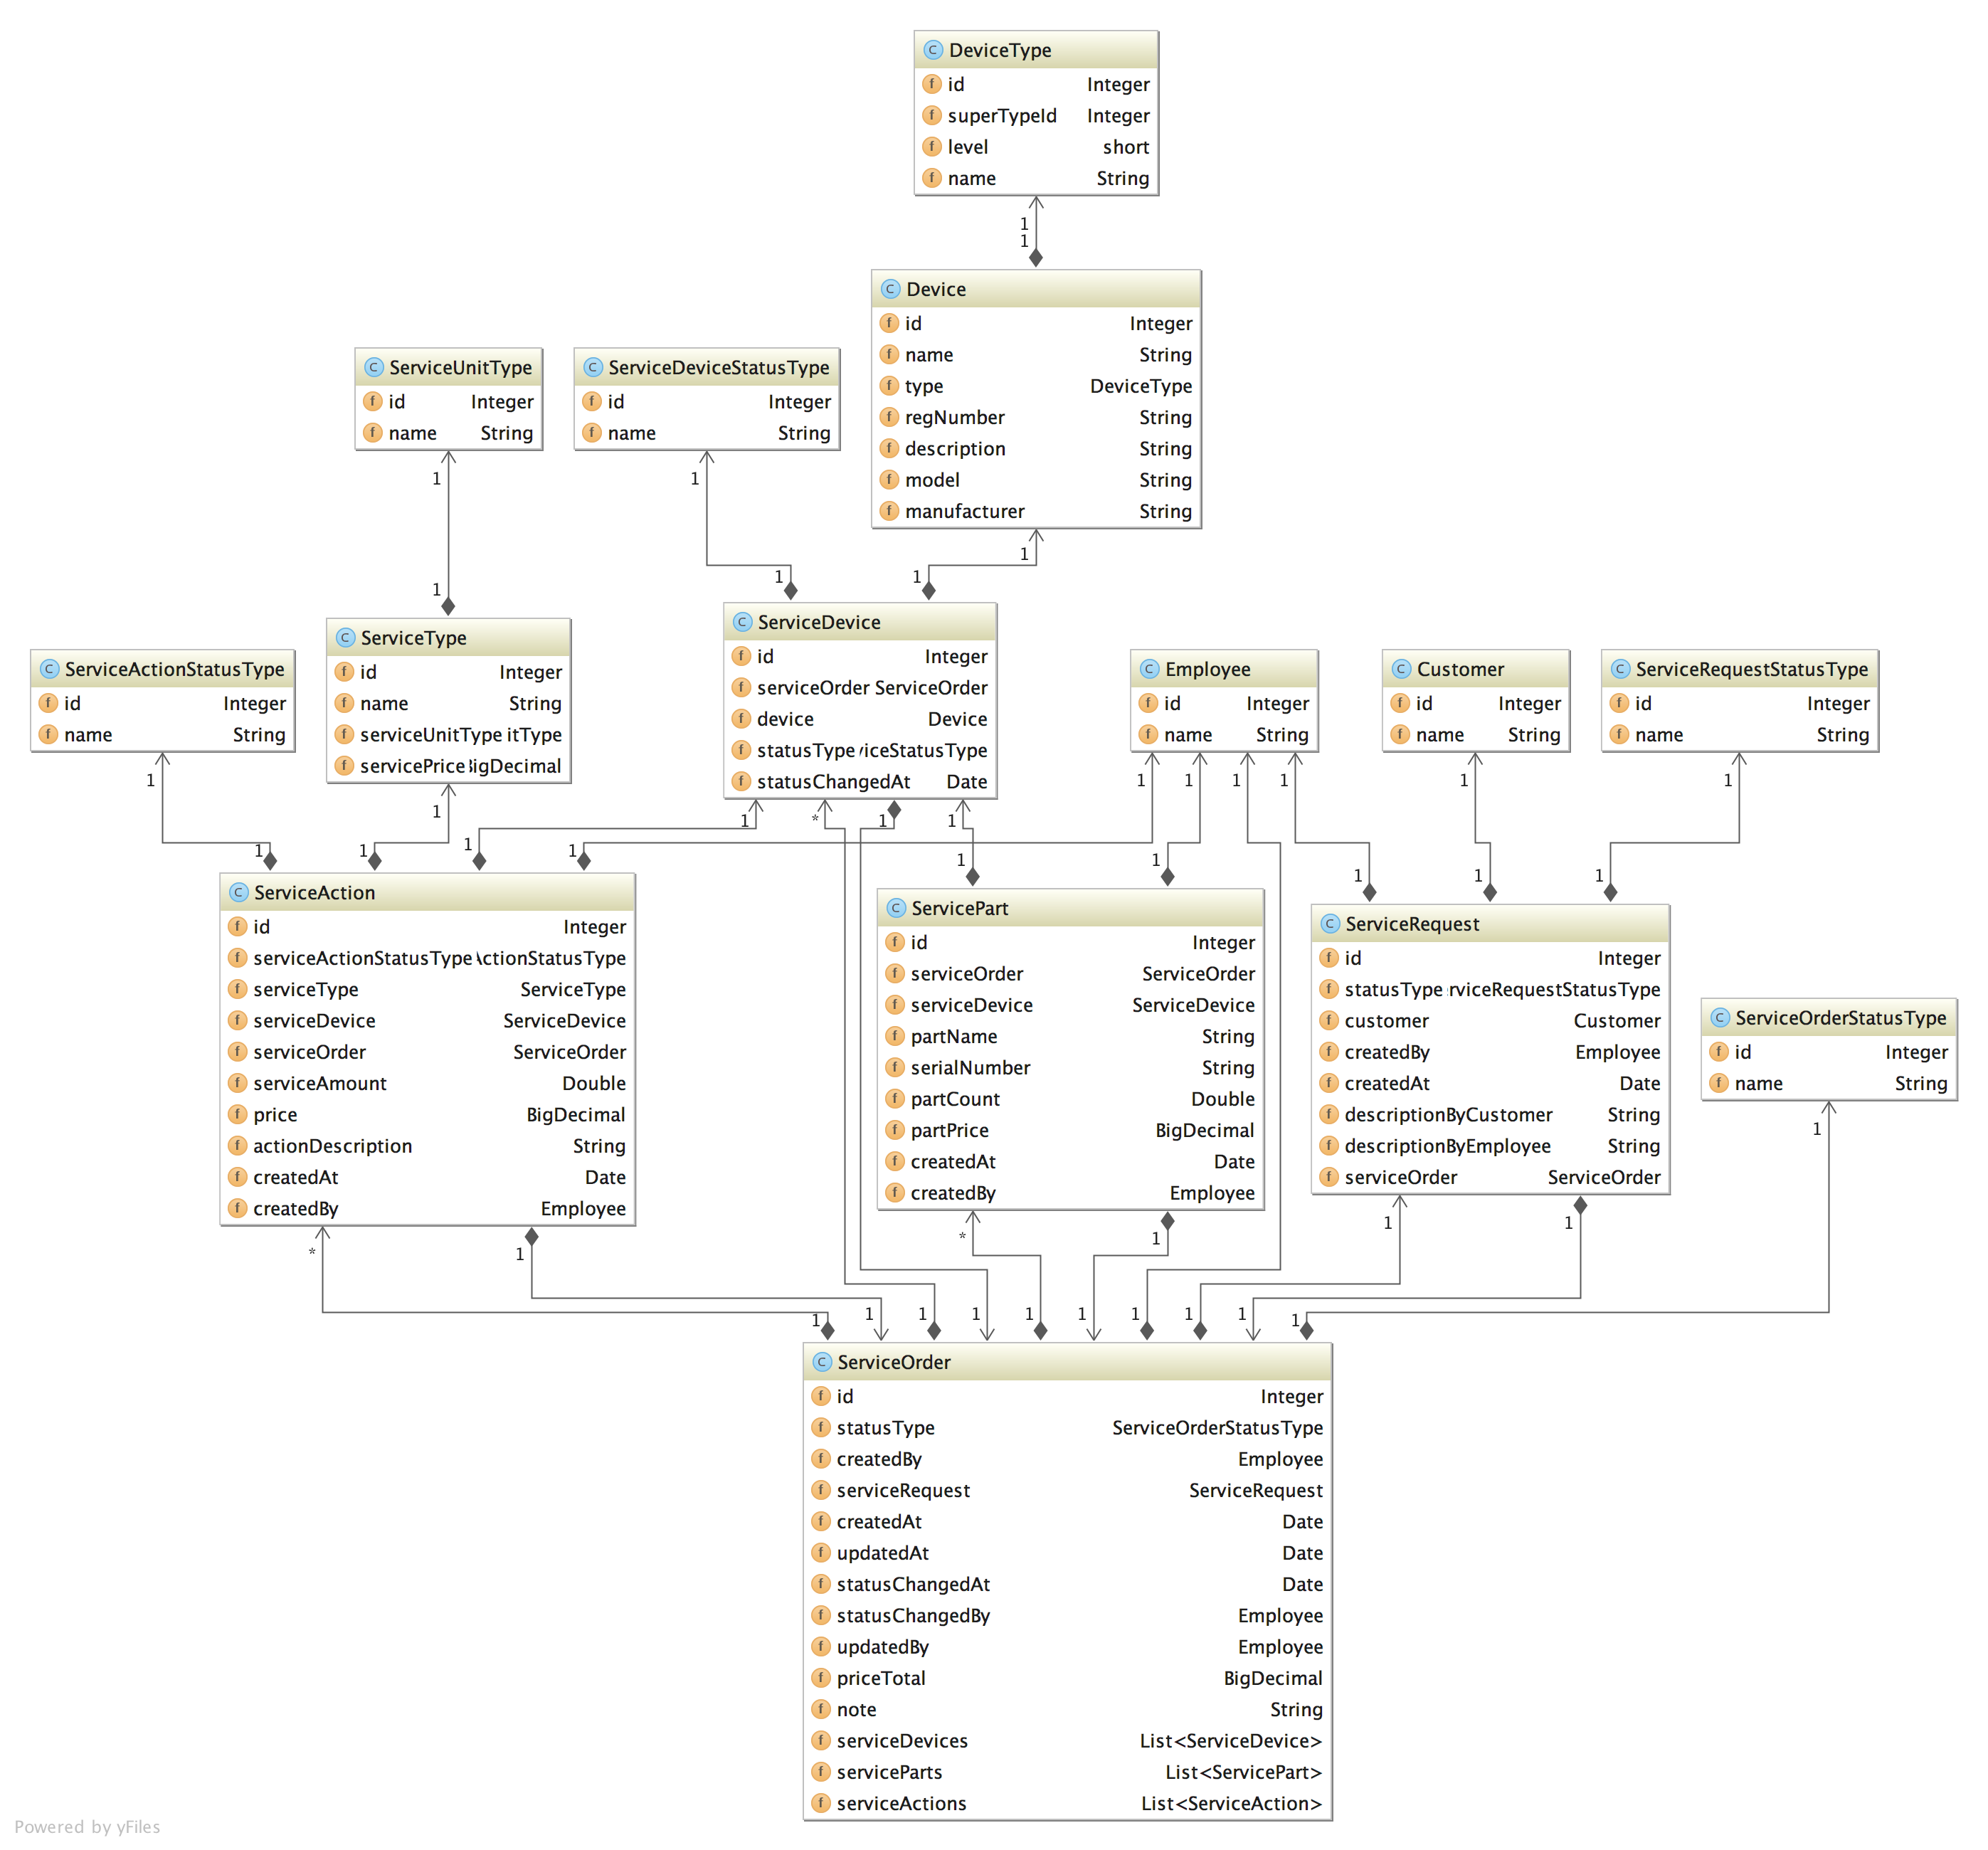 DeviceType
id Integer
superTypeId Integer
level short
name String
1
1
Device
id Integer
name String
type DeviceType
regNumber String
description String
model String
manufacturer String
ServiceUnitType
id Integer
name String
ServiceDeviceStatusType
id Integer
name String
1
1
1
1
1
1
ServiceType
id Integer
name String
serviceUnitType itType
servicePrice BigDecimal
ServiceDevice
id Integer
serviceOrder ServiceOrder
device Device
statusType viceStatusType
statusChangedAt Date
ServiceActionStatusType
id Integer
name String
Employee
id Integer
name String
Customer
id Integer
name String
ServiceRequestStatusType
id Integer
name String
1 1 1 * 1 1 1 1 1 1 1 1
1 1 1 1 1 1 1 1 1
ServiceAction
id Integer
serviceActionStatusType ActionStatusType
serviceType ServiceType
serviceDevice ServiceDevice
serviceOrder ServiceOrder
serviceAmount Double
price BigDecimal
actionDescription String
createdAt Date
createdBy Employee
ServicePart
id Integer
serviceOrder ServiceOrder
serviceDevice ServiceDevice
partName String
serialNumber String
partCount Double
partPrice BigDecimal
createdAt Date
createdBy Employee
ServiceRequest
id Integer
statusType rviceRequestStatusType
customer Customer
createdBy Employee
createdAt Date
descriptionByCustomer String
descriptionByEmployee String
serviceOrder ServiceOrder
ServiceOrderStatusType
id Integer
name String
* 1 * 1 1 1 1
1 1 1 1 1 1 1 1 1 1
ServiceOrder
id Integer
statusType ServiceOrderStatusType
createdBy Employee
serviceRequest ServiceRequest
createdAt Date
updatedAt Date
statusChangedAt Date
statusChangedBy Employee
updatedBy Employee
priceTotal BigDecimal
note String
serviceDevices List<ServiceDevice>
serviceParts List<ServicePart>
serviceActions List<ServiceAction>
Powered by yFiles